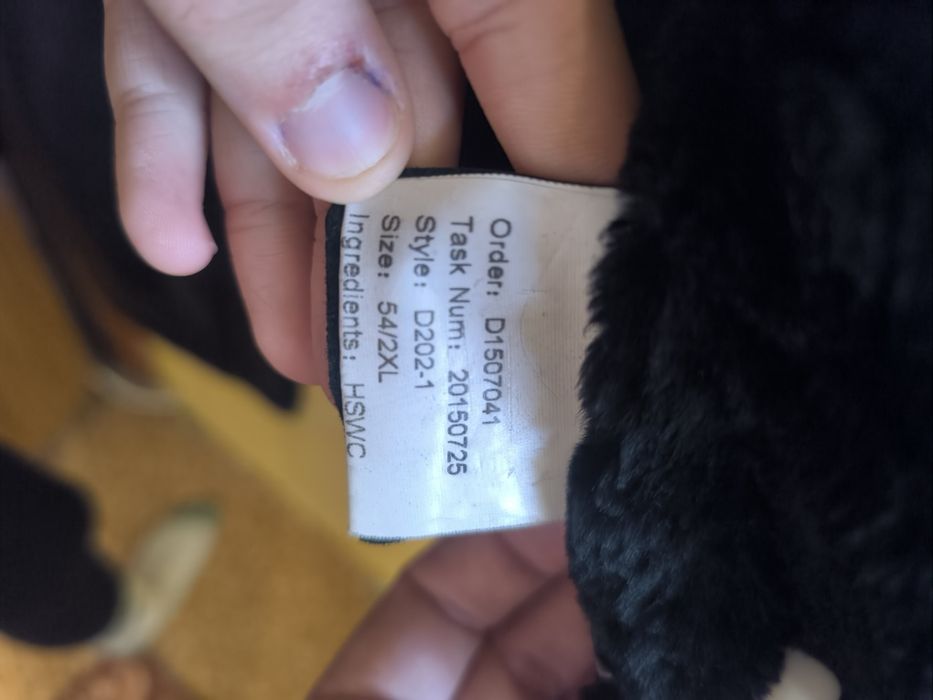 Order: D1507041
Task Num: 20150725
Style: D202-1
Size: 54/2XL
Ingredients: HSWC